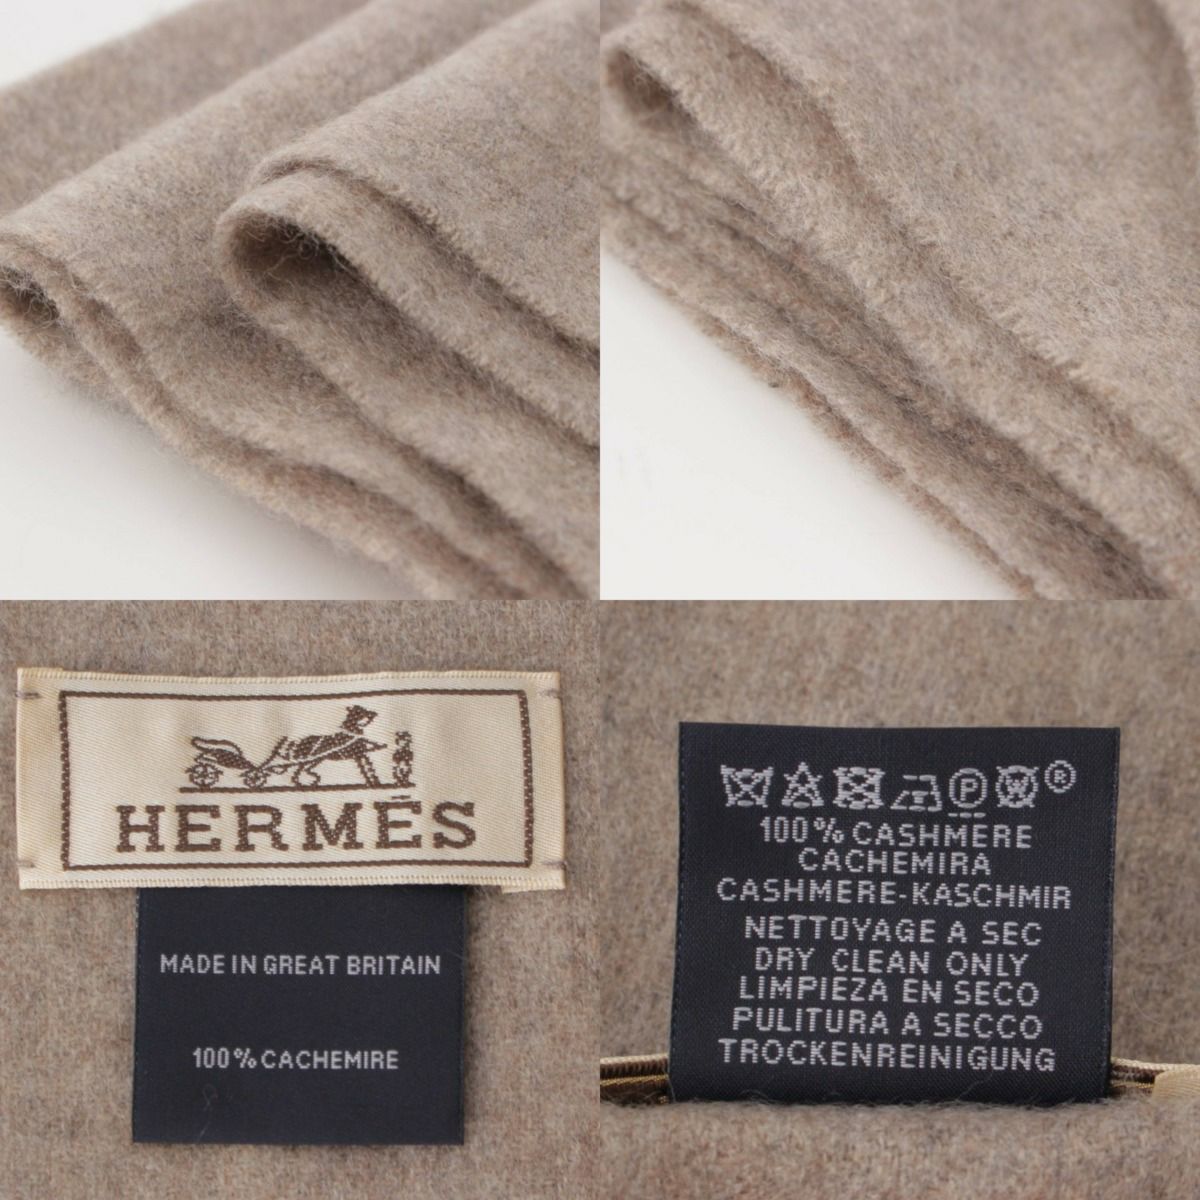 HERMĒS
MADE IN GREAT BRITAIN
100% CACHEMIRE
P W ®
100% CASHMERE
CACHEMIRA
CASHMERE-KASCHMIR
NETTOYAGE A SEC
DRY CLEAN ONLY
LIMPIEZA EN SECO
PULITURA A SECCO
TROCKENREINIGUNG